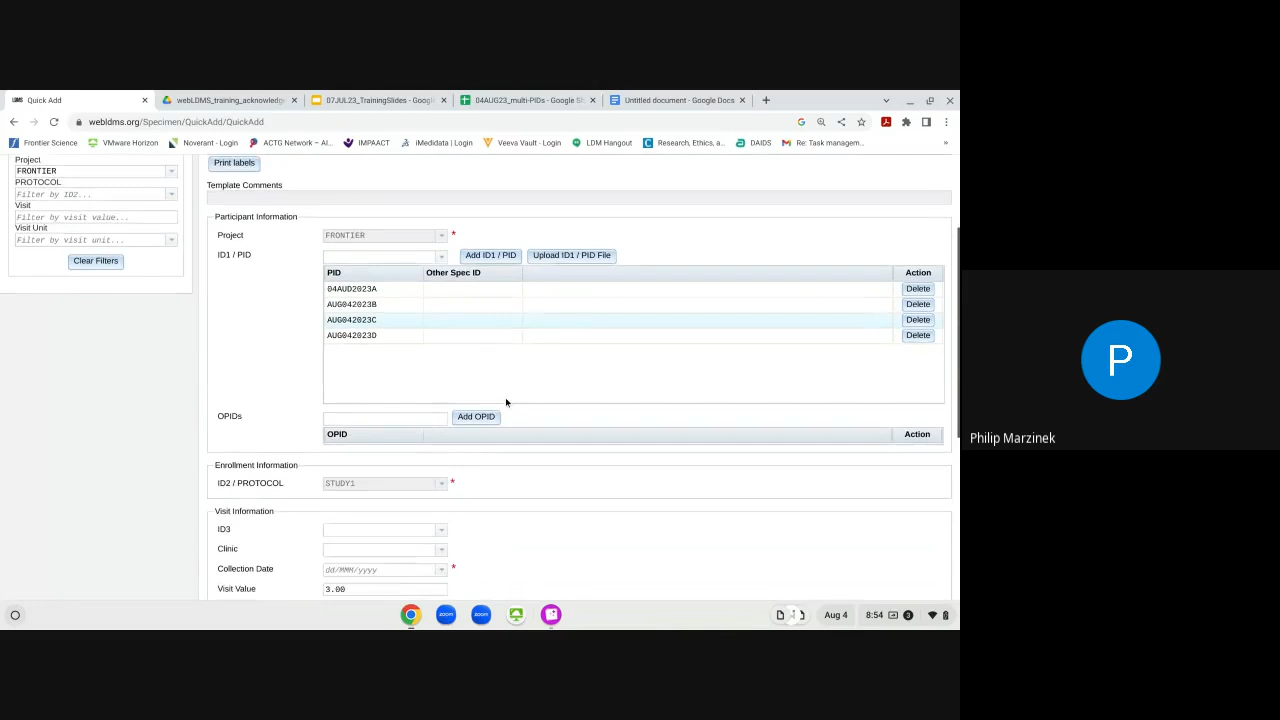 LDMS Quick Add
webLDMS_training_acknowledg
07JUL23_TrainingSlides - Google
04AUG23_multi-PIDs - Google Sh
Untitled document - Google Docs
webldms.org/Specimen/QuickAdd/QuickAdd
Frontier Science
VMware Horizon
Noverant - Login
ACTG Network – Al...
IMPAACT
iMedidata | Login
Veeva Vault - Login
LDM Hangout
Research, Ethics, a...
DAIDS
Re: Task managem...
»
Project
FRONTIER
PROTOCOL
Filter by ID2...
Visit
Filter by visit value...
Visit Unit
Filter by visit unit...
Clear Filters
Print labels
Template Comments
Participant Information
Project FRONTIER *
ID1 / PID Add ID1 / PID Upload ID1 / PID File
PID Other Spec ID Action
04AUD2023A Delete
AUG042023B Delete
AUG042023C Delete
AUG042023D Delete
OPIDs Add OPID
OPID Action
Enrollment Information
ID2 / PROTOCOL STUDY1 *
Visit Information
ID3
Clinic
Collection Date dd/MMM/yyyy *
Visit Value 3.00
zoom
zoom
Aug 4
8:54
3
P
Philip Marzinek